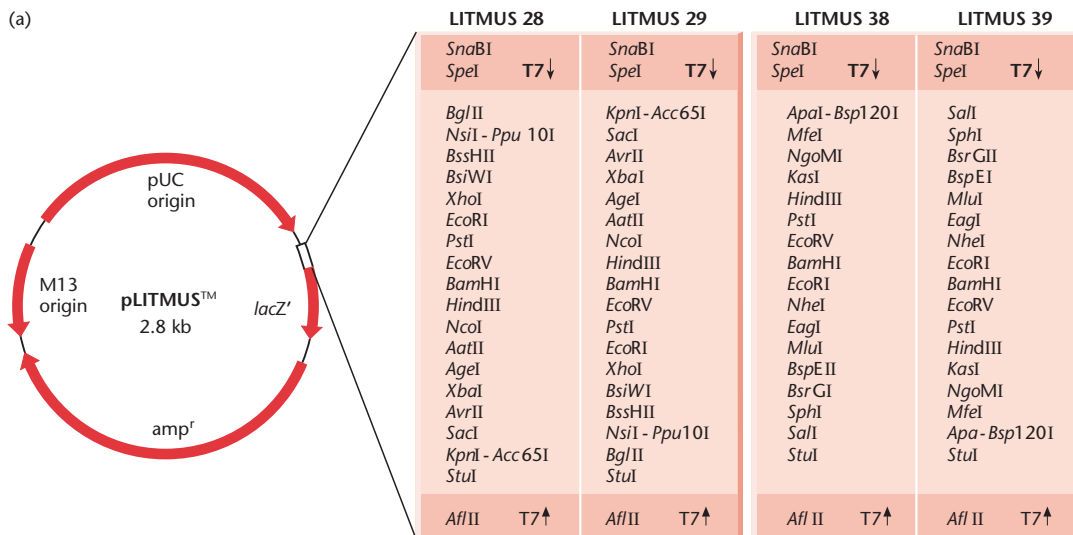 (a)
LITMUS 28
SnaBI
SpeI T7↓
BglII
NsiI - Ppu 10I
BssHII
BsiWI
XhoI
EcoRI
PstI
EcoRV
BamHI
HindIII
NcoI
AatII
AgeI
XbaI
AvrII
SacI
KpnI - Acc65I
StuI
AflII T7↑
LITMUS 29
SnaBI
SpeI T7↓
KpnI - Acc65I
SacI
AvrII
XbaI
AgeI
AatII
NcoI
HindIII
BamHI
EcoRV
PstI
EcoRI
XhoI
BsiWI
BssHII
NsiI - Ppu10I
BglII
StuI
AflII T7↑
LITMUS 38
SnaBI
SpeI T7↓
ApaI - Bsp120I
MfeI
NgoMI
KasI
HindIII
PstI
EcoRV
BamHI
EcoRI
NheI
EagI
MluI
BspEII
BsrGI
SphI
SalI
StuI
Afl II T7↑
LITMUS 39
SnaBI
SpeI T7↓
SalI
SphI
BsrGII
BspEI
MluI
EagI
NheI
EcoRI
BamHI
EcoRV
PstI
HindIII
KasI
NgoMI
MfeI
Apa - Bsp120I
StuI
Afl II T7↑
pUC
origin
M13
origin
pLITMUS™
2.8 kb
lacZ'
ampʳ